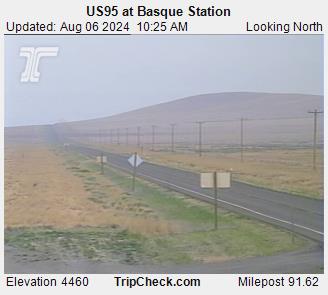 US95 at Basque Station
Updated: Aug 06 2024 10:25 AM Looking North
Elevation 4460 TripCheck.com Milepost 91.62